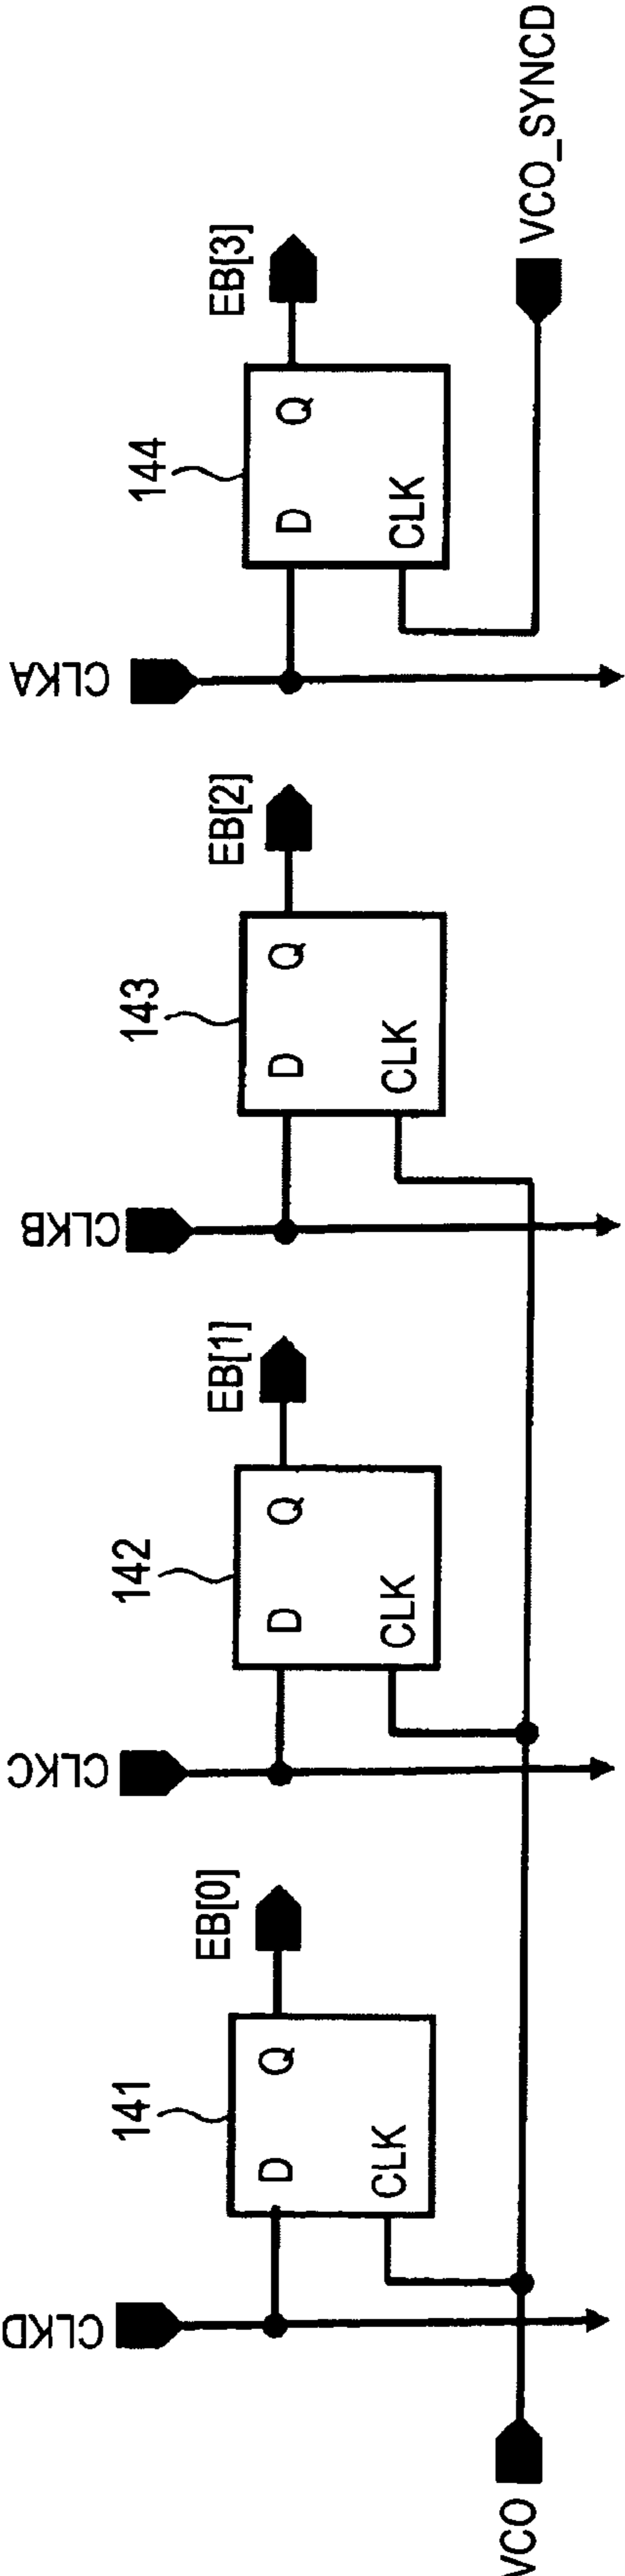 CLKD
141
EB[0]
D
Q
CLK
CLKC
142
EB[1]
D
Q
CLK
CLKB
143
EB[2]
D
Q
CLK
CLKA
144
EB[3]
D
Q
CLK
VCO
VCO_SYNCD